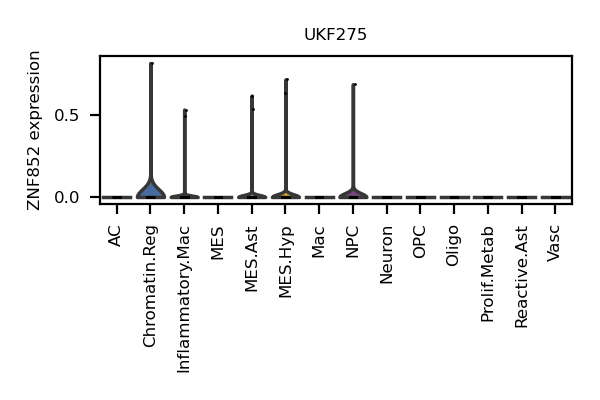 UKF275
ZNF852 expression
0.5
0.0
AC
Chromatin.Reg
Inflammatory.Mac
MES
MES.Ast
MES.Hyp
Mac
NPC
Neuron
OPC
Oligo
Prolif.Metab
Reactive.Ast
Vasc